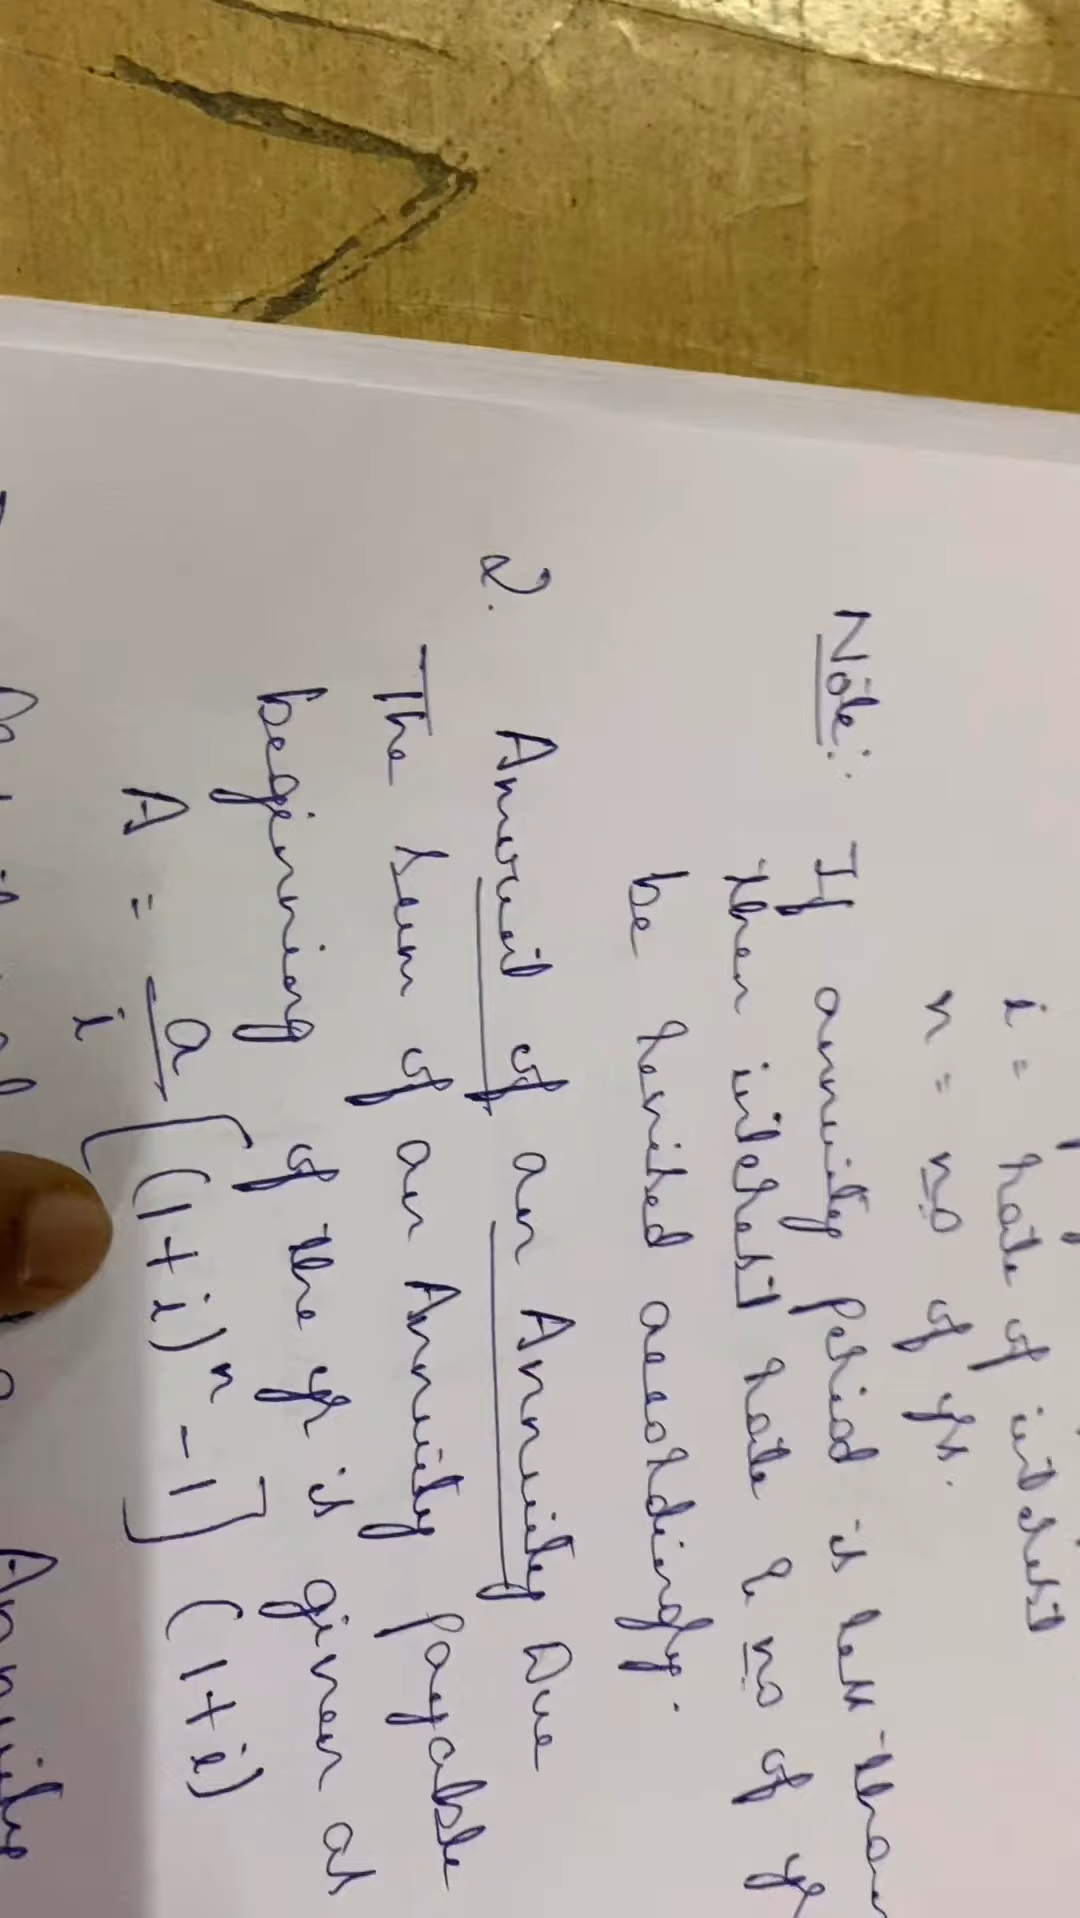 i = rate of interest
n = no of yrs.
Note: If annuity period is less than
then interest rate & no of yr
be revised accordingly.
2. Amount of an Annuity Due
The sum of an Annuity payable
beginning of the yr is given as
A = a/i [(1+i)^n - 1] (1+i)
Annuity